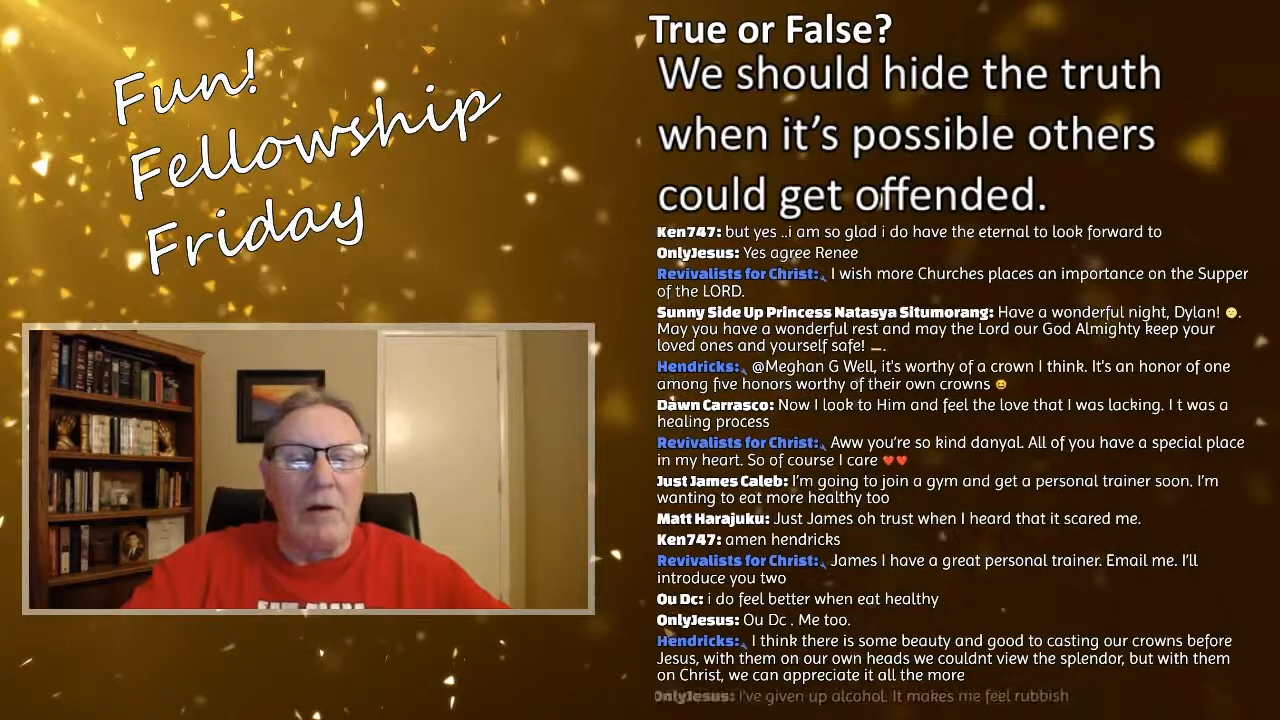 Fun!
Fellowship
Friday
True or False?
We should hide the truth
when it’s possible others
could get offended.
Ken747: but yes ..i am so glad i do have the eternal to look forward to
OnlyJesus: Yes agree Renee
Revivalists for Christ: I wish more Churches places an importance on the Supper
of the LORD.
Sunny Side Up Princess Natasya Situmorang: Have a wonderful night, Dylan! 🙂.
May you have a wonderful rest and may the Lord our God Almighty keep your
loved ones and yourself safe! .
Hendricks: @Meghan G Well, it's worthy of a crown I think. It's an honor of one
among five honors worthy of their own crowns 😄
Dawn Carrasco: Now I look to Him and feel the love that I was lacking. I t was a
healing process
Revivalists for Christ: Aww you’re so kind danyal. All of you have a special place
in my heart. So of course I care ❤️❤️
Just James Caleb: I’m going to join a gym and get a personal trainer soon. I’m
wanting to eat more healthy too
Matt Harajuku: Just James oh trust when I heard that it scared me.
Ken747: amen hendricks
Revivalists for Christ: James I have a great personal trainer. Email me. I’ll
introduce you two
Ou Dc: i do feel better when eat healthy
OnlyJesus: Ou Dc . Me too.
Hendricks: I think there is some beauty and good to casting our crowns before
Jesus, with them on our own heads we couldnt view the splendor, but with them
on Christ, we can appreciate it all the more
OnlyJesus: I've given up alcohol. It makes me feel rubbish